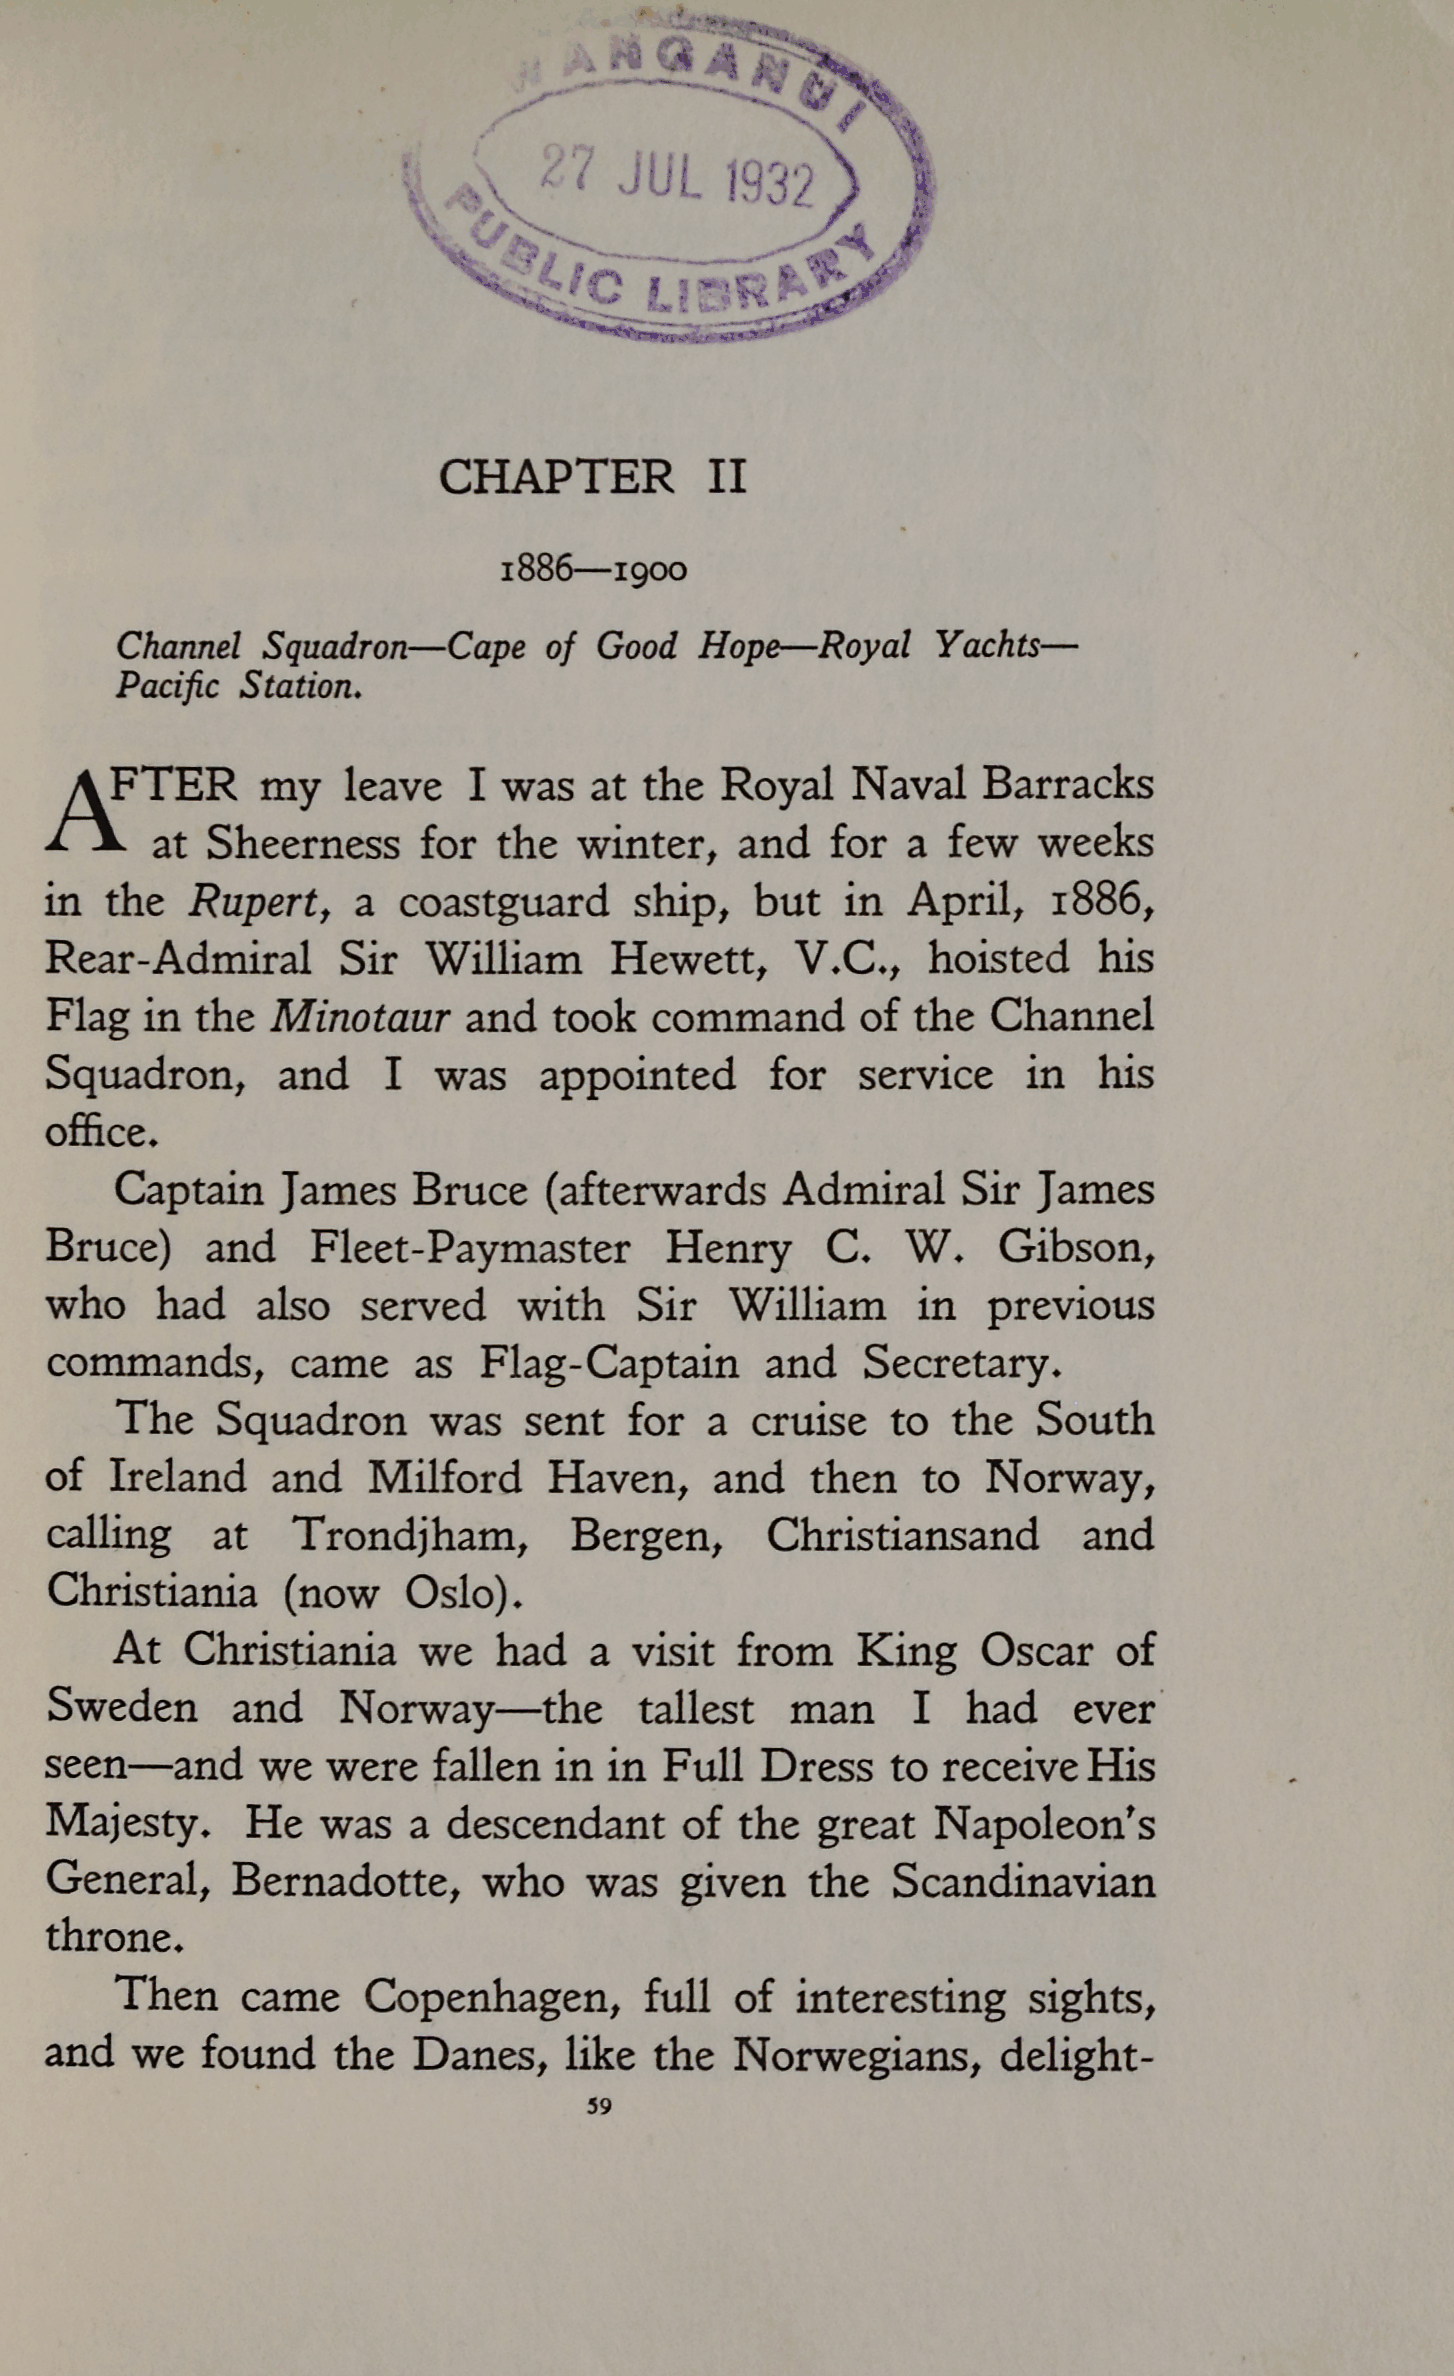 WANGANUI
27 JUL 1932
PUBLIC LIBRARY
CHAPTER II
1886—1900
Channel Squadron—Cape of Good Hope—Royal Yachts—
Pacific Station.
AFTER my leave I was at the Royal Naval Barracks
at Sheerness for the winter, and for a few weeks
in the Rupert, a coastguard ship, but in April, 1886,
Rear-Admiral Sir William Hewett, V.C., hoisted his
Flag in the Minotaur and took command of the Channel
Squadron, and I was appointed for service in his
office.
Captain James Bruce (afterwards Admiral Sir James
Bruce) and Fleet-Paymaster Henry C. W. Gibson,
who had also served with Sir William in previous
commands, came as Flag-Captain and Secretary.
The Squadron was sent for a cruise to the South
of Ireland and Milford Haven, and then to Norway,
calling at Trondjham, Bergen, Christiansand and
Christiania (now Oslo).
At Christiania we had a visit from King Oscar of
Sweden and Norway—the tallest man I had ever
seen—and we were fallen in in Full Dress to receive His
Majesty. He was a descendant of the great Napoleon's
General, Bernadotte, who was given the Scandinavian
throne.
Then came Copenhagen, full of interesting sights,
and we found the Danes, like the Norwegians, delight-
59